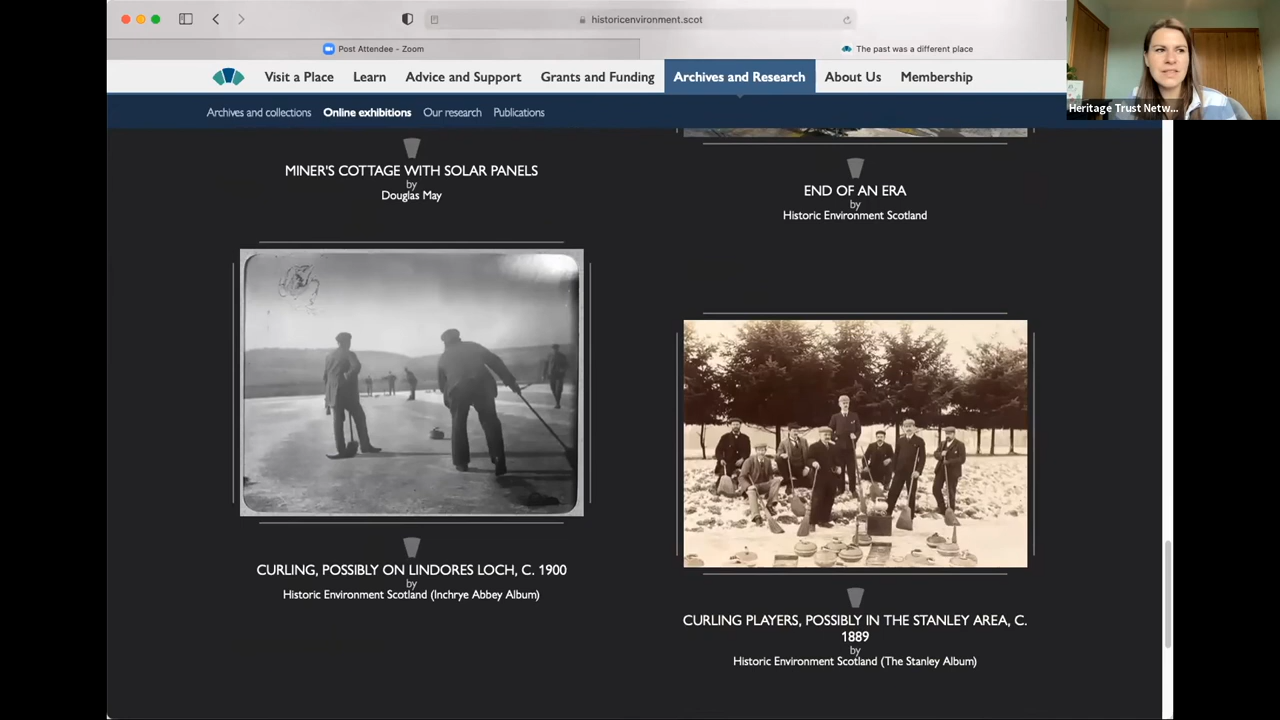 historicenvironment.scot
Post Attendee - Zoom
The past was a different place
Visit a Place
Learn
Advice and Support
Grants and Funding
Archives and Research
About Us
Membership
Heritage Trust Netw...
Archives and collections
Online exhibitions
Our research
Publications
MINER'S COTTAGE WITH SOLAR PANELS
by
Douglas May
END OF AN ERA
by
Historic Environment Scotland
CURLING, POSSIBLY ON LINDORES LOCH, C. 1900
by
Historic Environment Scotland (Inchrye Abbey Album)
CURLING PLAYERS, POSSIBLY IN THE STANLEY AREA, C.
1889
by
Historic Environment Scotland (The Stanley Album)